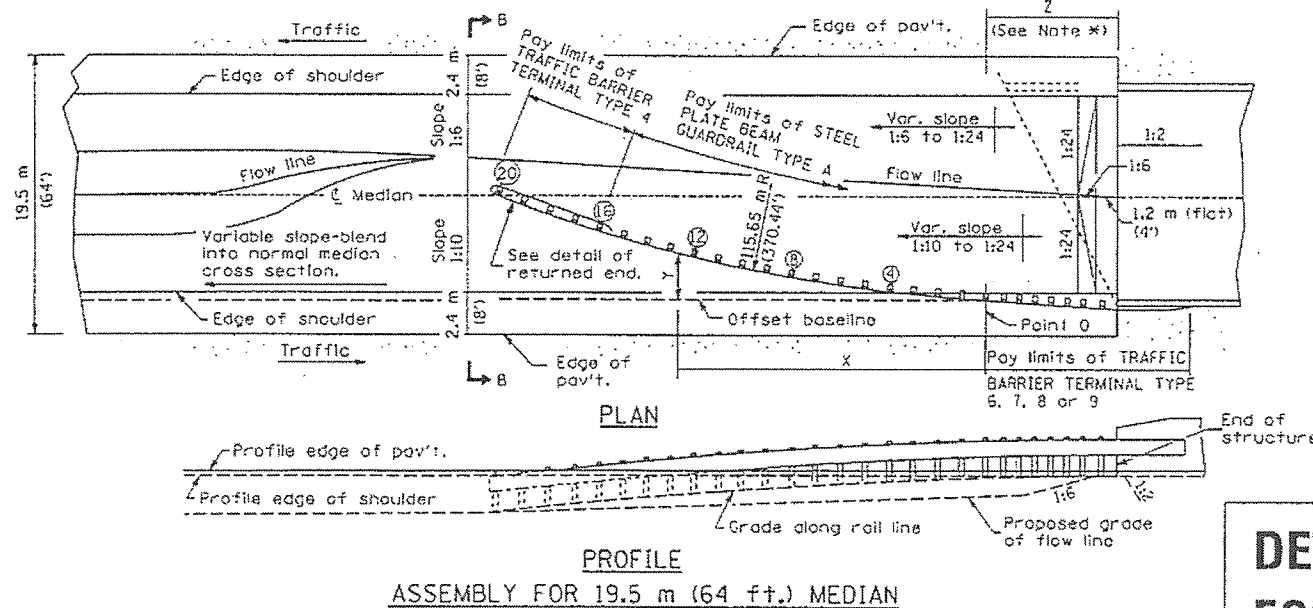 Z
Traffic
B
Edge of pav't.
(See Note *)
Edge of shoulder
2.4 m
(8')
Pay limits of
TRAFFIC BARRIER
TERMINAL TYPE 4
Pay limits of STEEL
PLATE BEAM
GUARDRAIL TYPE A
Slope
1:6
Var. slope
1:6 to 1:24
1:24
1:2
1:6
19.5 m
(64')
Flow line
20
Flow line
℄ Median
16
1.2 m (flat)
(4')
115.65 m R
(370.44')
Variable slope-blend
into normal median
cross section.
Slope
1:10
See detail of
returned end.
12
8
4
Y
Var. slope
1:10 to 1:24
1:24
Edge of shoulder
2.4 m
(8')
Offset baseline
Point O
Traffic
B
Edge of
pav't.
X
Pay limits of TRAFFIC
BARRIER TERMINAL TYPE
6, 7, 8 or 9
PLAN
Profile edge of pav't.
End of
structure
Profile edge of shoulder
1:6
Grade along rail line
Proposed grade
of flow line
PROFILE
ASSEMBLY FOR 19.5 m (64 ft.) MEDIAN
DE